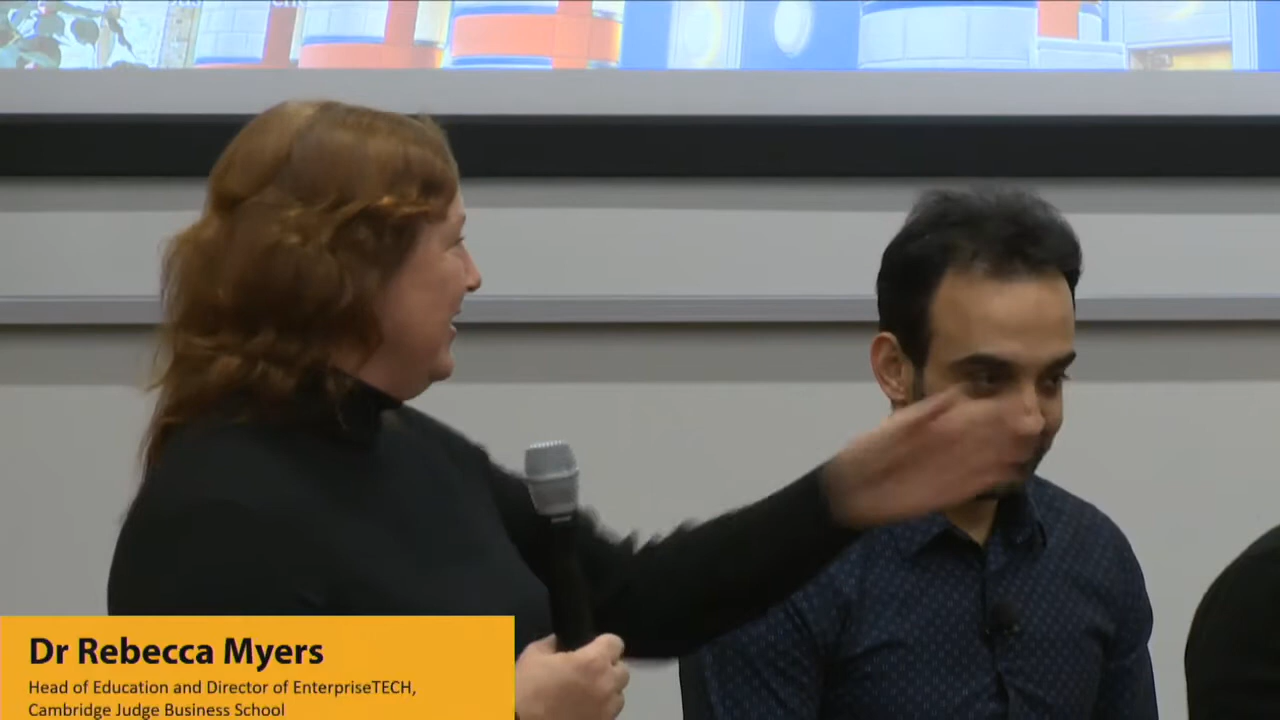 Dr Rebecca Myers
Head of Education and Director of EnterpriseTECH,
Cambridge Judge Business School